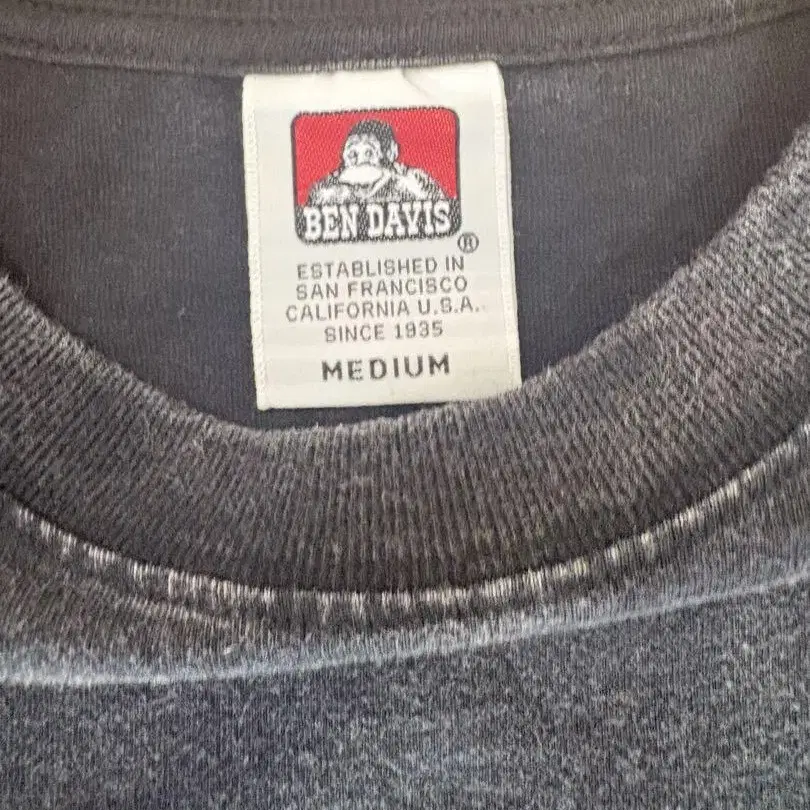 BEN DAVIS
®
ESTABLISHED IN
SAN FRANCISCO
CALIFORNIA U.S.A.
SINCE 1935
MEDIUM